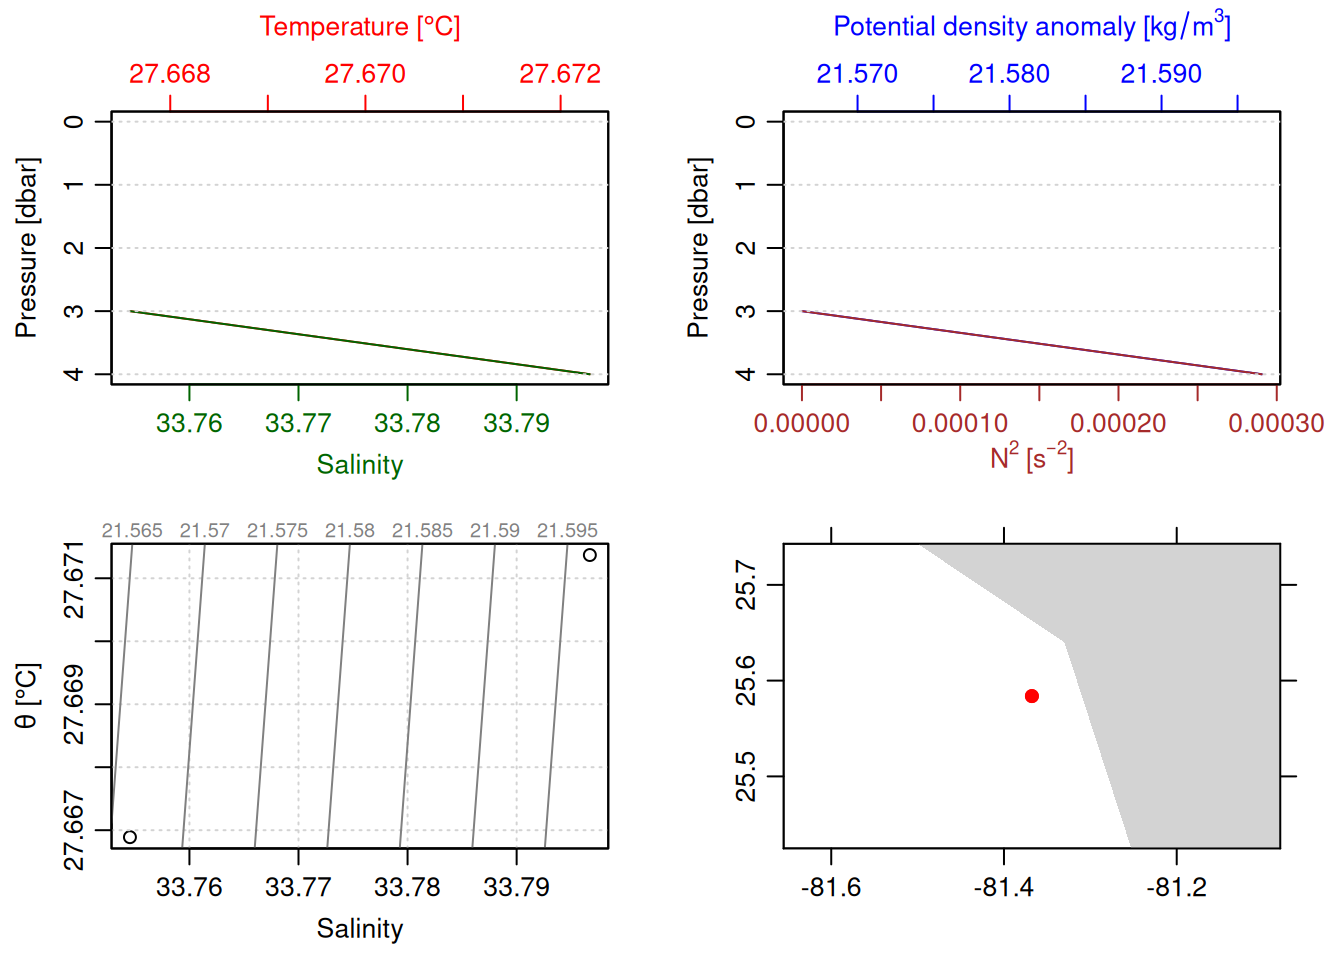 Temperature [°C]
27.668 27.670 27.672
Pressure [dbar]
0
1
2
3
4
33.76 33.77 33.78 33.79
Salinity
Potential density anomaly [kg/m³]
21.570 21.580 21.590
Pressure [dbar]
0
1
2
3
4
0.00000 0.00010 0.00020 0.00030
N² [s⁻²]
21.565 21.57 21.575 21.58 21.585 21.59 21.595
θ [°C]
27.671
27.669
27.667
33.76 33.77 33.78 33.79
Salinity
25.7
25.6
25.5
-81.6 -81.4 -81.2